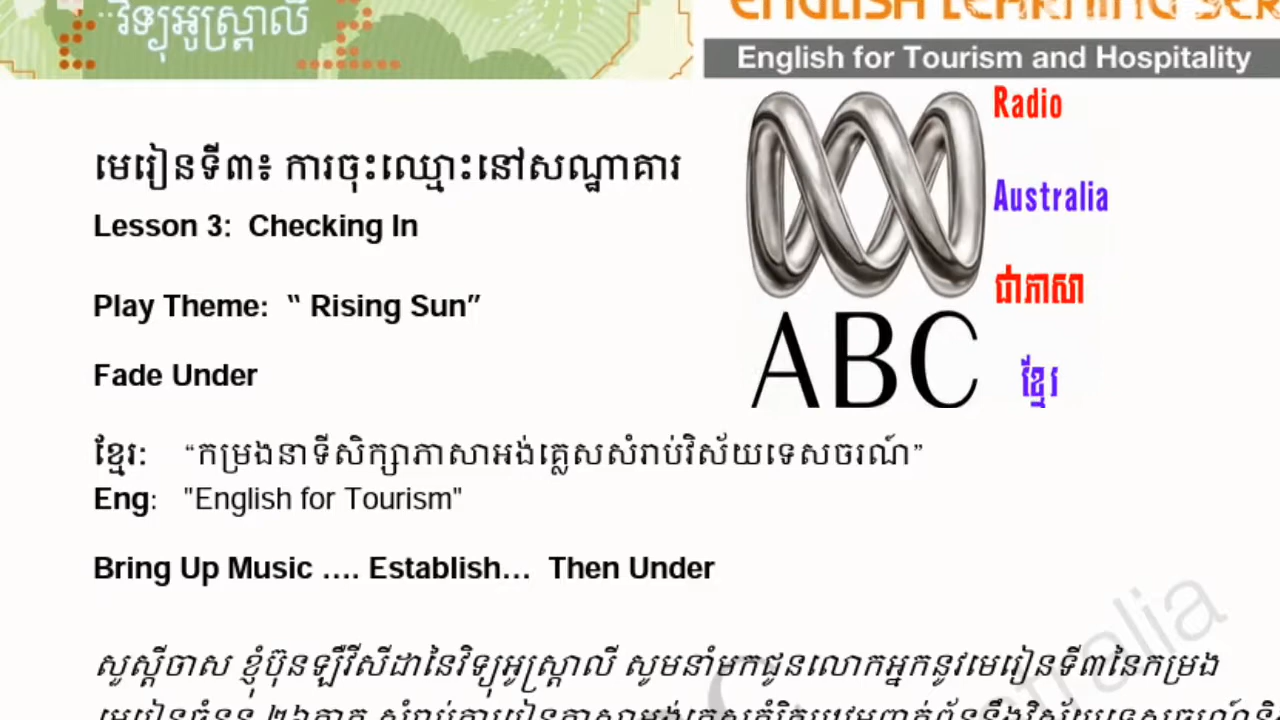 វិទ្យុអូស្ត្រាលី
English for Tourism and Hospitality
Radio
Australia
ជាភាសា
ខ្មែរ
ABC
មេរៀនទី៣៖ ការចុះឈ្មោះនៅសណ្ឋាគារ
Lesson 3: Checking In
Play Theme: “ Rising Sun”
Fade Under
ខ្មែរ: “កម្រងនាទីសិក្សាភាសាអង់គ្លេសសំរាប់វិស័យទេសចរណ៍”
Eng: "English for Tourism"
Bring Up Music …. Establish… Then Under
សួស្តីចាស ខ្ញុំប៊ុនឡឺវីសីដានៃវិទ្យុអូស្ត្រាលី សូមនាំមកជូនលោកអ្នកនូវមេរៀនទី៣នៃកម្រង